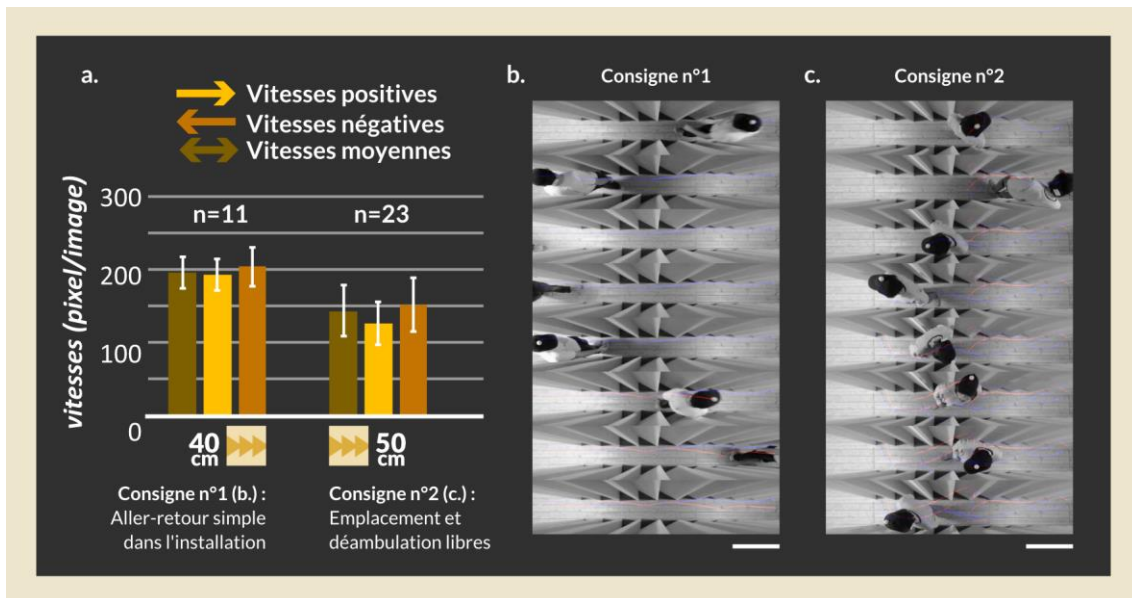 a.
Vitesses positives
Vitesses négatives
Vitesses moyennes
vitesses (pixel/image)
300
200
100
0
n=11
n=23
40
cm
50
cm
Consigne n°1 (b.) :
Aller-retour simple
dans l'installation
Consigne n°2 (c.) :
Emplacement et
déambulation libres
b.
Consigne n°1
c.
Consigne n°2